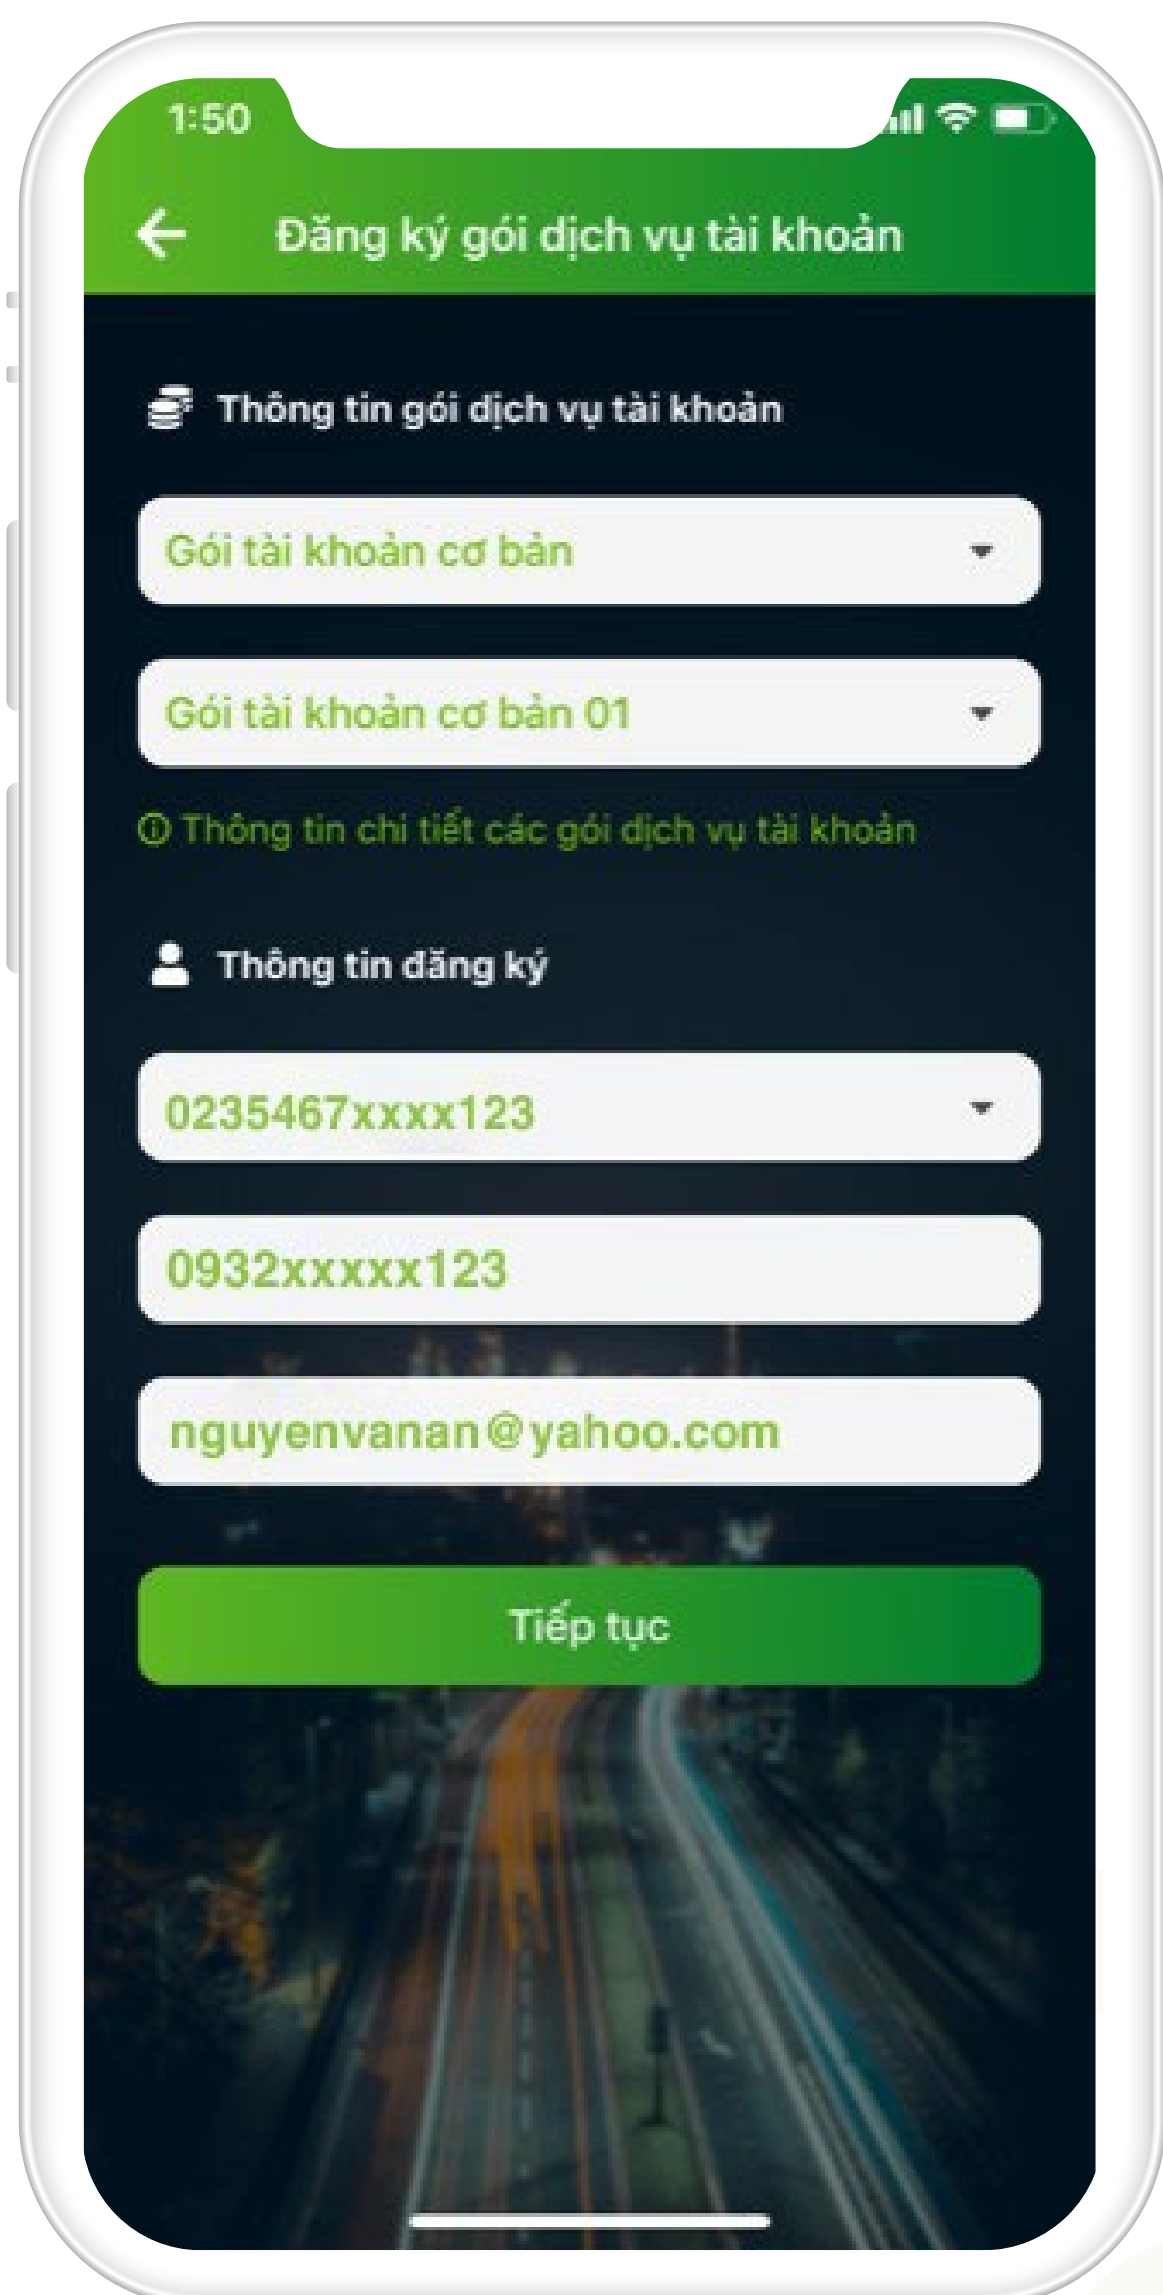 1:50
Đăng ký gói dịch vụ tài khoản
Thông tin gói dịch vụ tài khoản
Gói tài khoản cơ bản
Gói tài khoản cơ bản 01
Thông tin chi tiết các gói dịch vụ tài khoản
Thông tin đăng ký
0235467xxxx123
0932xxxxx123
nguyenvanan@yahoo.com
Tiếp tục